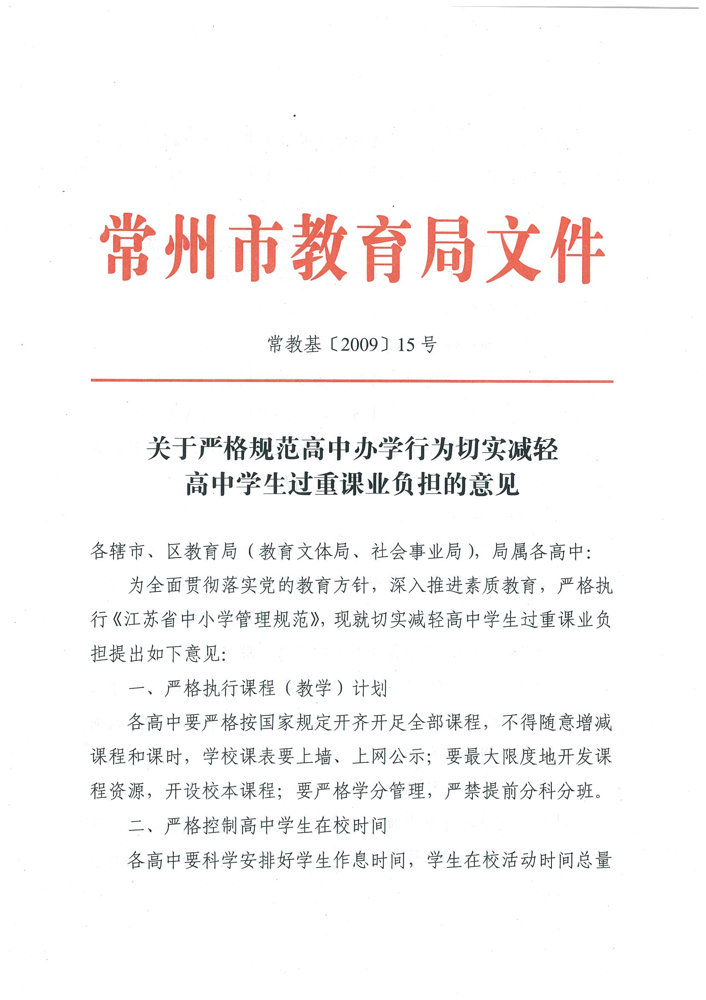 常州市教育局文件
常教基〔2009〕15 号
关于严格规范高中办学行为切实减轻
高中学生过重课业负担的意见
各辖市、区教育局（教育文体局、社会事业局），局属各高中：
为全面贯彻落实党的教育方针，深入推进素质教育，严格执
行《江苏省中小学管理规范》，现就切实减轻高中学生过重课业负
担提出如下意见：
一、严格执行课程（教学）计划
各高中要严格按国家规定开齐开足全部课程，不得随意增减
课程和课时，学校课表要上墙、上网公示；要最大限度地开发课
程资源，开设校本课程；要严格学分管理，严禁提前分科分班。
二、严格控制高中学生在校时间
各高中要科学安排好学生作息时间，学生在校活动时间总量